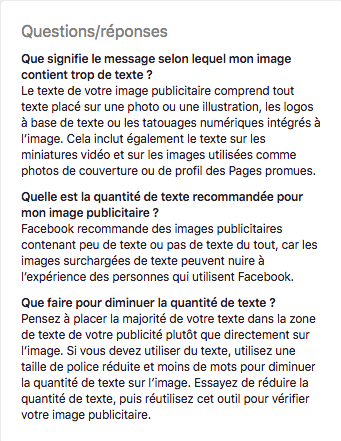 Questions/réponses
Que signifie le message selon lequel mon image
contient trop de texte ?
Le texte de votre image publicitaire comprend tout
texte placé sur une photo ou une illustration, les logos
à base de texte ou les tatouages numériques intégrés à
l’image. Cela inclut également le texte sur les
miniatures vidéo et sur les images utilisées comme
photos de couverture ou de profil des Pages promues.
Quelle est la quantité de texte recommandée pour
mon image publicitaire ?
Facebook recommande des images publicitaires
contenant peu de texte ou pas de texte du tout, car les
images surchargées de texte peuvent nuire à
l’expérience des personnes qui utilisent Facebook.
Que faire pour diminuer la quantité de texte ?
Pensez à placer la majorité de votre texte dans la zone
de texte de votre publicité plutôt que directement sur
l’image. Si vous devez utiliser du texte, utilisez une
taille de police réduite et moins de mots pour diminuer
la quantité de texte sur l’image. Essayez de réduire la
quantité de texte, puis réutilisez cet outil pour vérifier
votre image publicitaire.